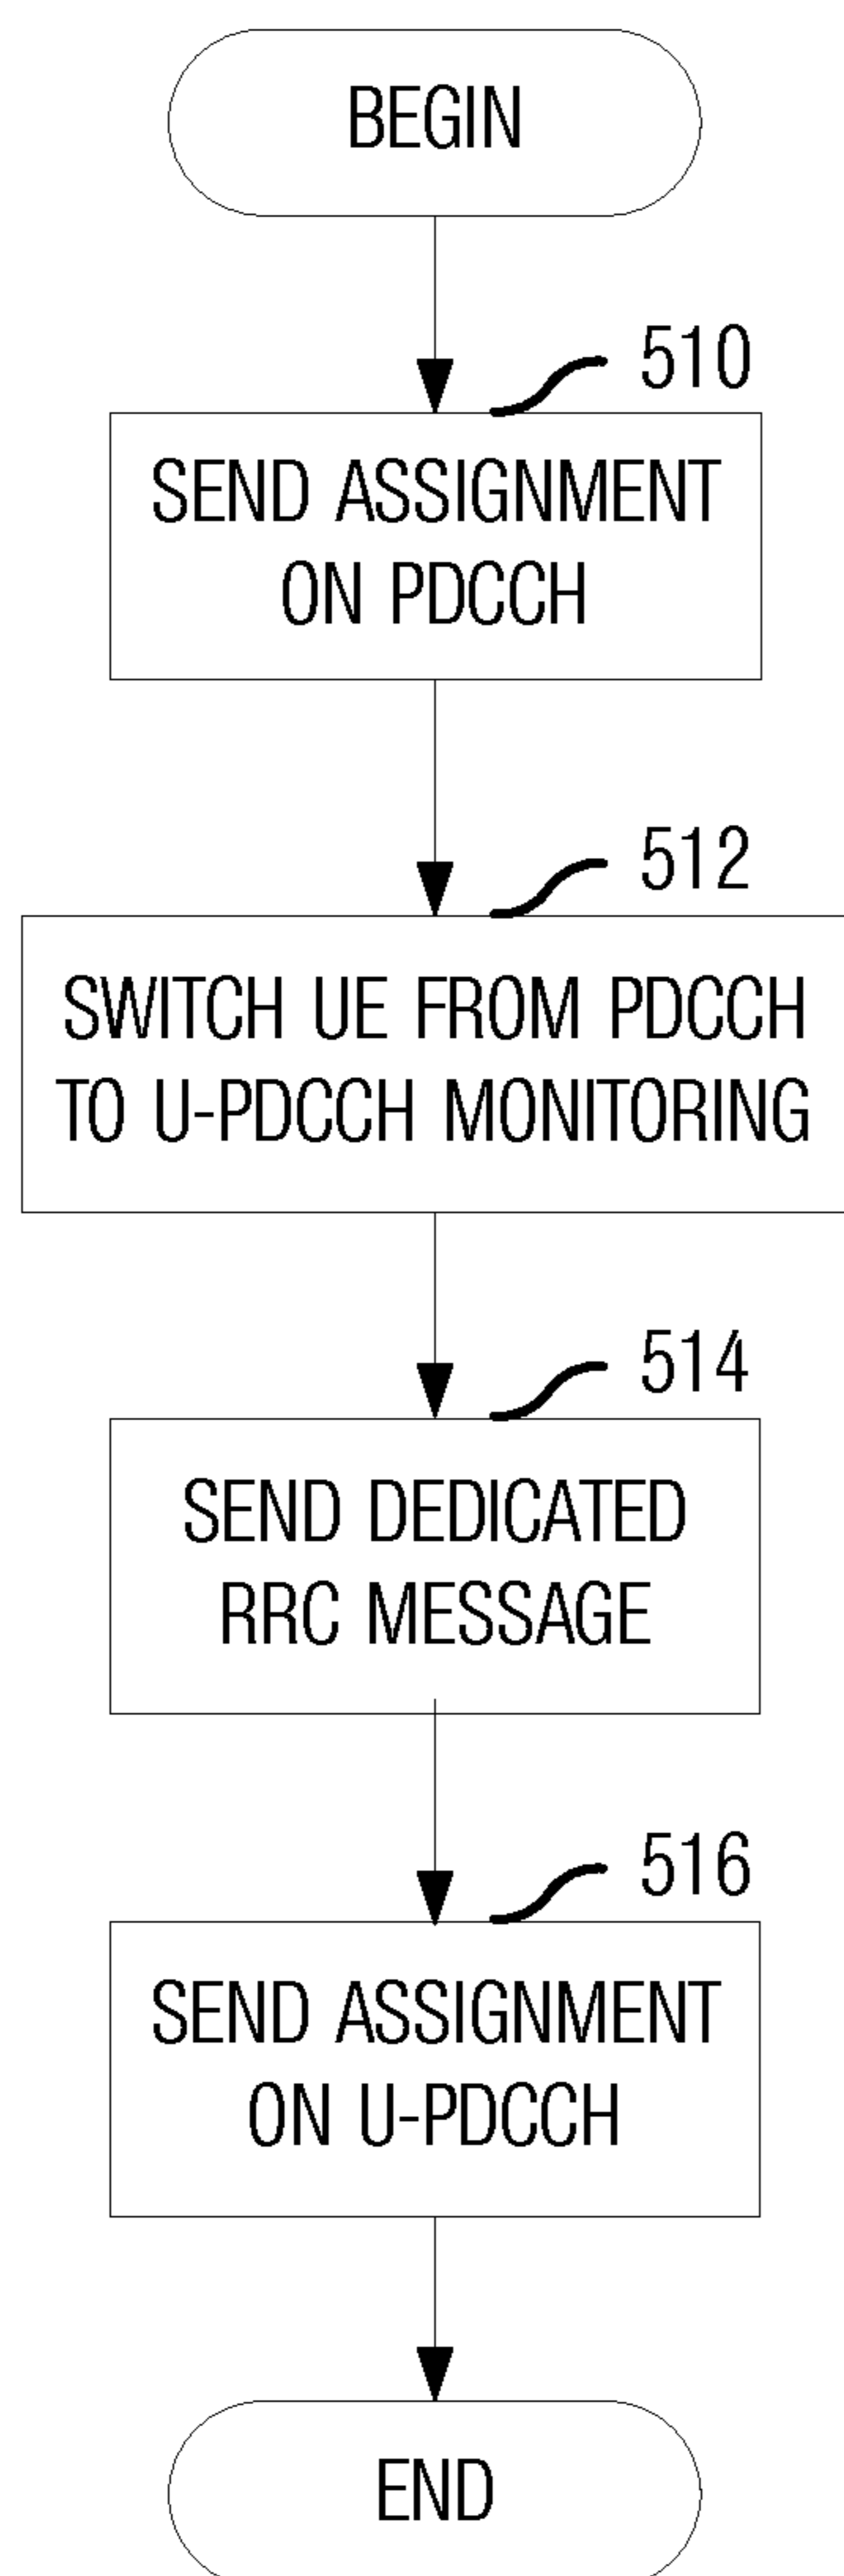 BEGIN
510
SEND ASSIGNMENT
ON PDCCH
512
SWITCH UE FROM PDCCH
TO U-PDCCH MONITORING
514
SEND DEDICATED
RRC MESSAGE
516
SEND ASSIGNMENT
ON U-PDCCH
END